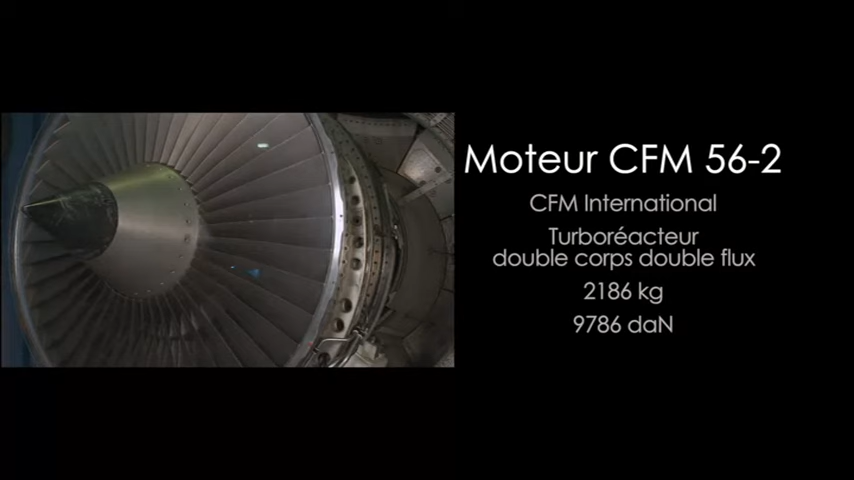 Moteur CFM 56-2
CFM International
Turboréacteur
double corps double flux
2186 kg
9786 daN